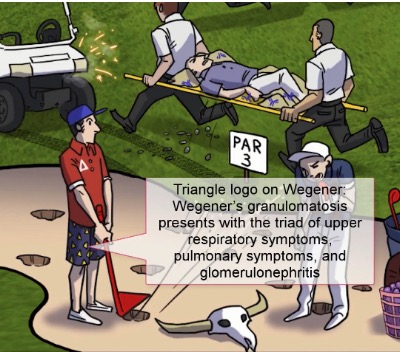 PAR
3
Triangle logo on Wegener:
Wegener's granulomatosis
presents with the triad of upper
respiratory symptoms,
pulmonary symptoms, and
glomerulonephritis